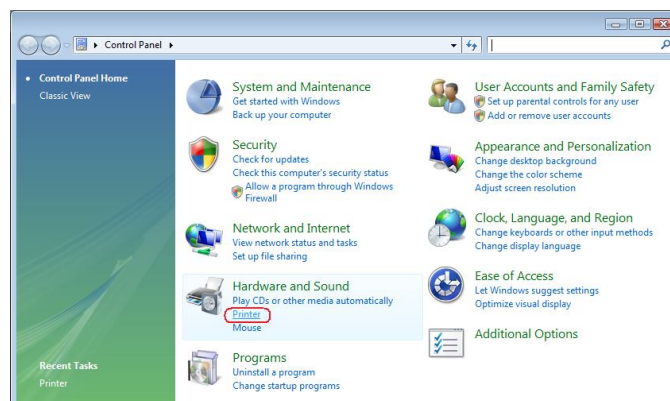 Control Panel
Control Panel Home
Classic View
System and Maintenance
Get started with Windows
Back up your computer
Security
Check for updates
Check this computer's security status
Allow a program through Windows
Firewall
Network and Internet
View network status and tasks
Set up file sharing
Hardware and Sound
Play CDs or other media automatically
Printer
Mouse
Programs
Uninstall a program
Change startup programs
User Accounts and Family Safety
Set up parental controls for any user
Add or remove user accounts
Appearance and Personalization
Change desktop background
Change the color scheme
Adjust screen resolution
Clock, Language, and Region
Change keyboards or other input methods
Change display language
Ease of Access
Let Windows suggest settings
Optimize visual display
Additional Options
Recent Tasks
Printer